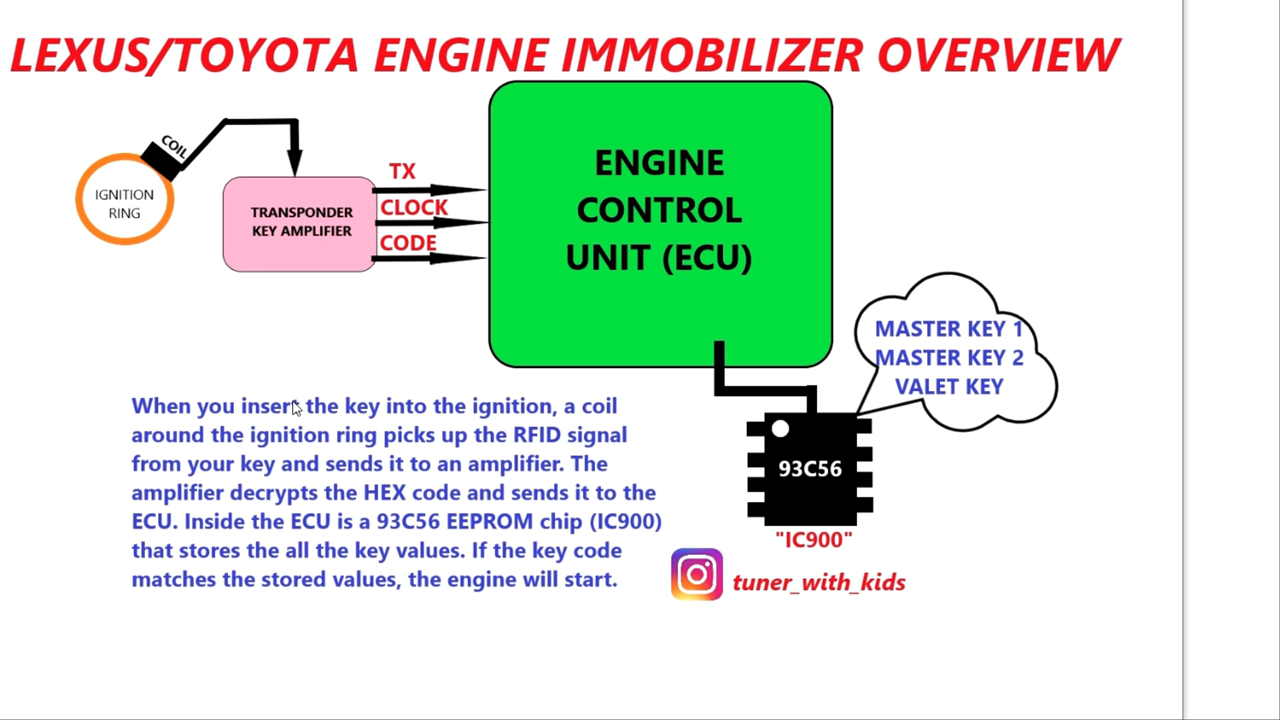 LEXUS/TOYOTA ENGINE IMMOBILIZER OVERVIEW
COIL
IGNITION
RING
TRANSPONDER
KEY AMPLIFIER
TX
CLOCK
CODE
ENGINE
CONTROL
UNIT (ECU)
MASTER KEY 1
MASTER KEY 2
VALET KEY
93C56
"IC900"
When you insert the key into the ignition, a coil
around the ignition ring picks up the RFID signal
from your key and sends it to an amplifier. The
amplifier decrypts the HEX code and sends it to the
ECU. Inside the ECU is a 93C56 EEPROM chip (IC900)
that stores the all the key values. If the key code
matches the stored values, the engine will start.
tuner_with_kids